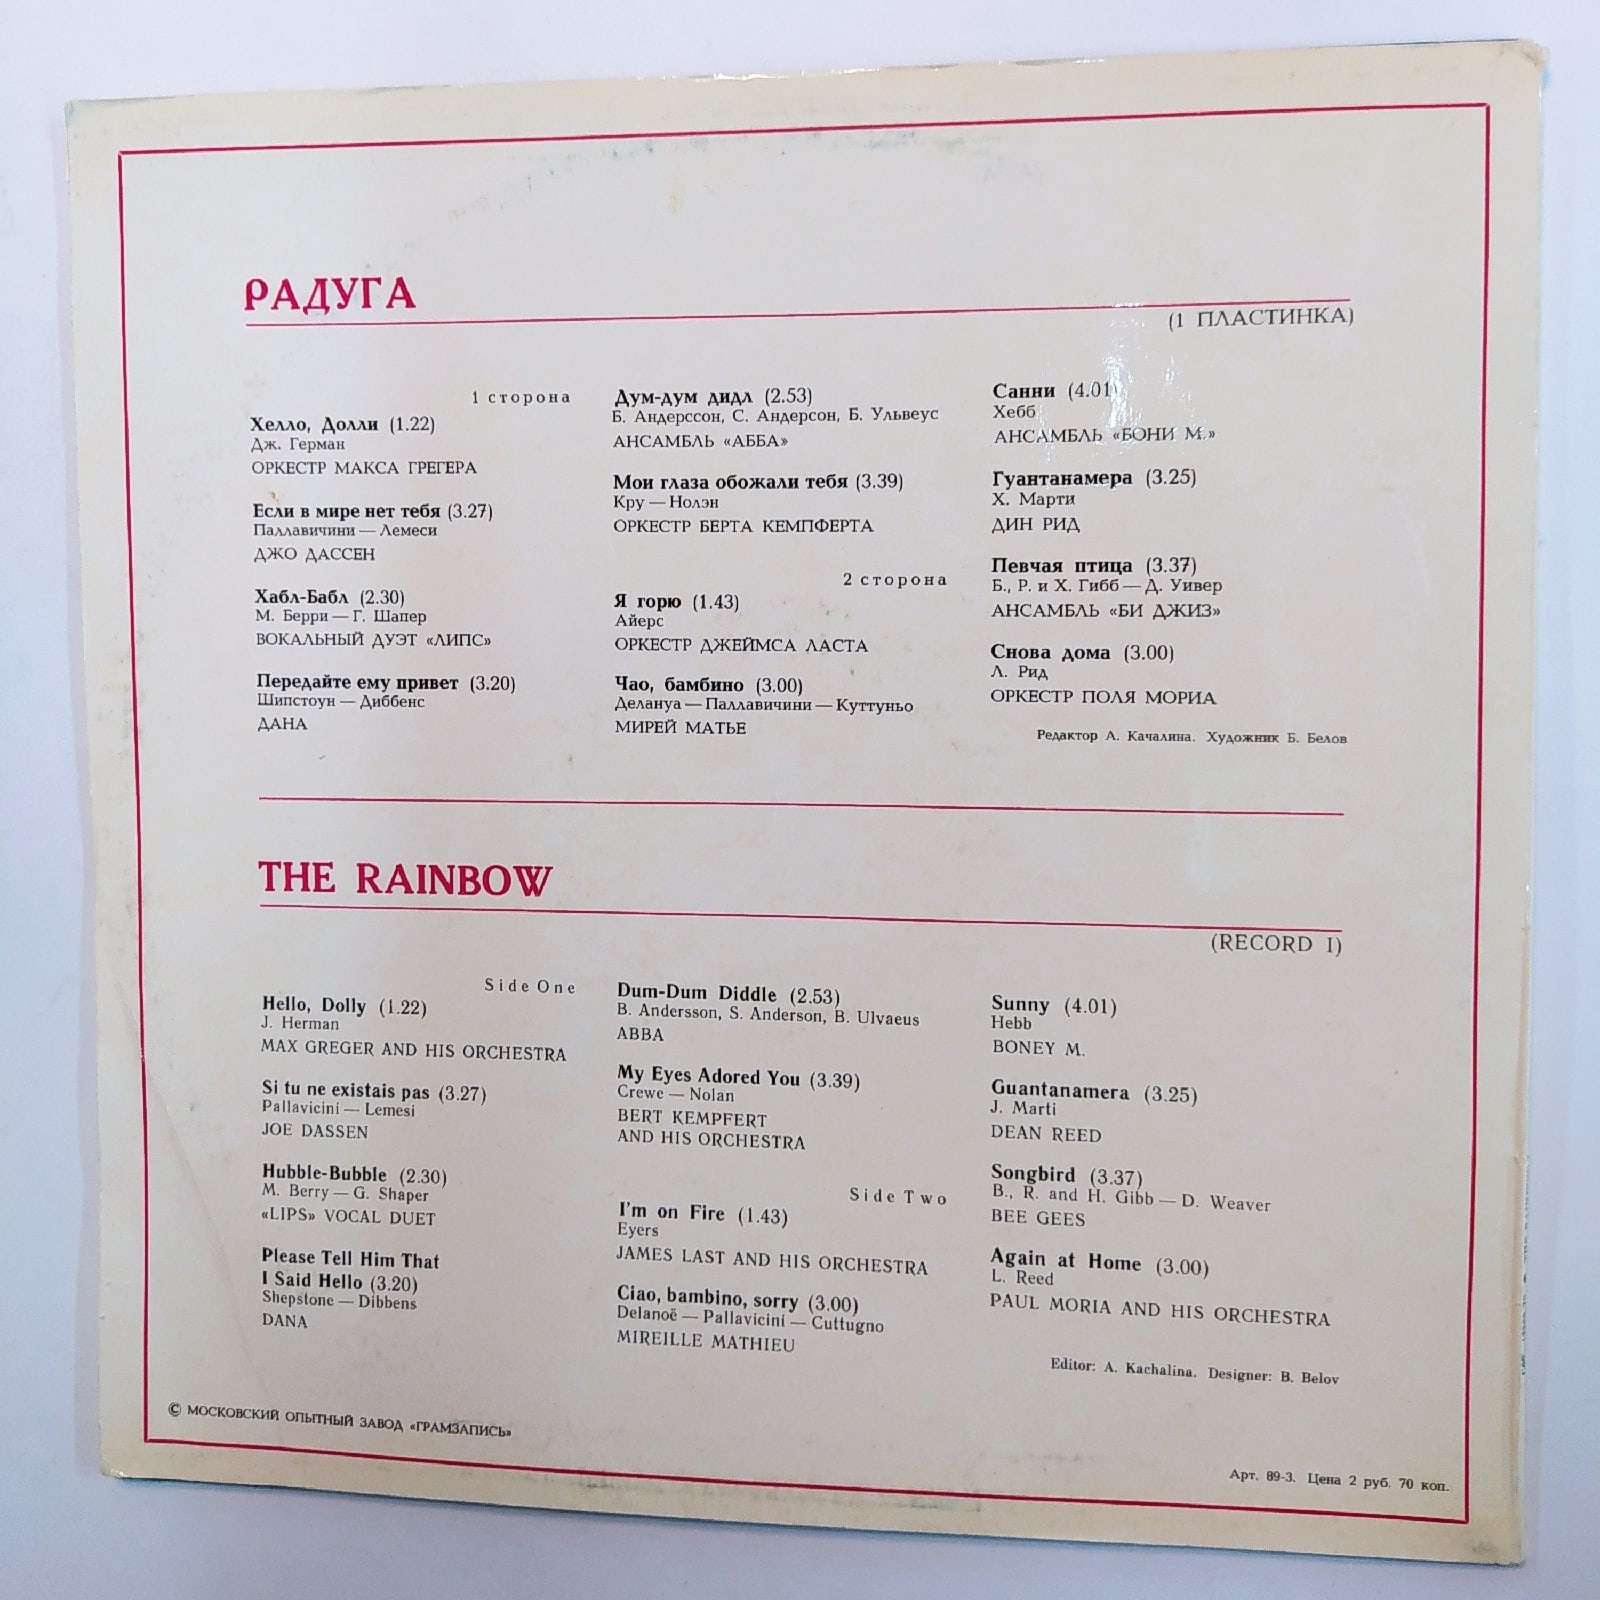 РАДУГА
(1 ПЛАСТИНКА)
1 сторона
Хелло, Долли (1.22)
Дж. Герман
ОРКЕСТР МАКСА ГРЕГЕРА
Если в мире нет тебя (3.27)
Паллавичини — Лемеси
ДЖО ДАССЕН
Хабл-Бабл (2.30)
М. Берри — Г. Шапер
ВОКАЛЬНЫЙ ДУЭТ «ЛИПС»
Передайте ему привет (3.20)
Шипстоун — Диббенс
ДАНА
Дум-дум дидл (2.53)
Б. Андерссон, С. Андерсон, Б. Ульвеус
АНСАМБЛЬ «АББА»
Мои глаза обожали тебя (3.39)
Кру — Нолэн
ОРКЕСТР БЕРТА КЕМПФЕРТА
2 сторона
Я горю (1.43)
Айерс
ОРКЕСТР ДЖЕЙМСА ЛАСТА
Чао, бамбино (3.00)
Делануа — Паллавичини — Куттуньо
МИРЕЙ МАТЬЕ
Санни (4.01)
Хебб
АНСАМБЛЬ «БОНИ М.»
Гуантанамера (3.25)
Х. Марти
ДИН РИД
Певчая птица (3.37)
Б., Р. и Х. Гибб — Д. Уивер
АНСАМБЛЬ «БИ ДЖИЗ»
Снова дома (3.00)
Л. Рид
ОРКЕСТР ПОЛЯ МОРИА
Редактор А. Качалина. Художник Б. Белов
THE RAINBOW
(RECORD I)
Side One
Hello, Dolly (1.22)
J. Herman
MAX GREGER AND HIS ORCHESTRA
Si tu ne existais pas (3.27)
Pallavicini — Lemesi
JOE DASSEN
Hubble-Bubble (2.30)
M. Berry — G. Shaper
«LIPS» VOCAL DUET
Please Tell Him That
I Said Hello (3.20)
Shepstone — Dibbens
DANA
Dum-Dum Diddle (2.53)
B. Andersson, S. Anderson, B. Ulvaeus
ABBA
My Eyes Adored You (3.39)
Crewe — Nolan
BERT KEMPFERT
AND HIS ORCHESTRA
Side Two
I'm on Fire (1.43)
Eyers
JAMES LAST AND HIS ORCHESTRA
Ciao, bambino, sorry (3.00)
Delanoë — Pallavicini — Cuttugno
MIREILLE MATHIEU
Sunny (4.01)
Hebb
BONEY M.
Guantanamera (3.25)
J. Marti
DEAN REED
Songbird (3.37)
B., R. and H. Gibb — D. Weaver
BEE GEES
Again at Home (3.00)
L. Reed
PAUL MORIA AND HIS ORCHESTRA
Editor: A. Kachalina. Designer: B. Belov
© МОСКОВСКИЙ ОПЫТНЫЙ ЗАВОД «ГРАМЗАПИСЬ»
Арт. 89-3. Цена 2 руб. 70 коп.